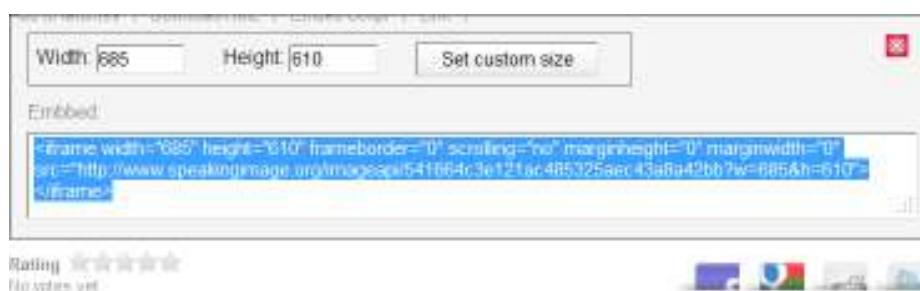 Width: 685 Height: 610 Set custom size
Embbed:
<iframe width="685" height="610" frameborder="0" scrolling="no" marginheight="0" marginwidth="0"
src="http://www.speakingimage.org/imageapi/541664c3e121ac485325aec43a8a42bb?w=685&h=610">
</iframe>
Rating
No votes yet